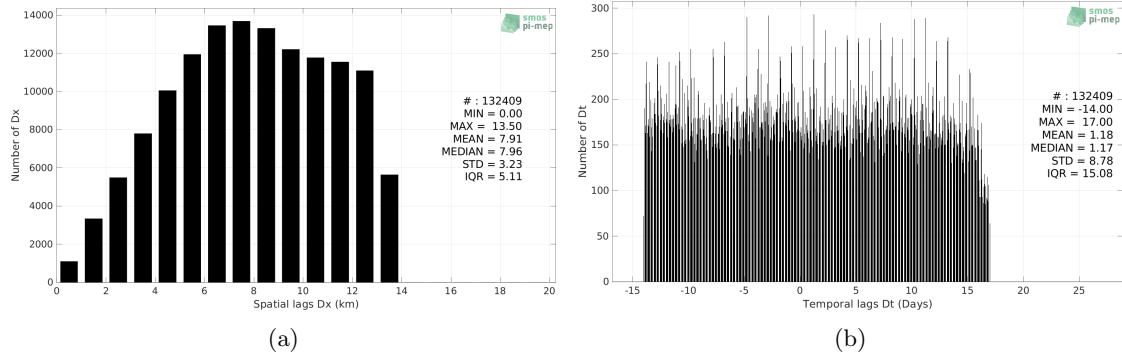 14000
12000
10000
8000
6000
4000
2000
0
Number of Dx
0 2 4 6 8 10 12 14 16 18 20
Spatial lags Dx (km)
smos
pi-mep
# : 132409
MIN = 0.00
MAX = 13.50
MEAN = 7.91
MEDIAN = 7.96
STD = 3.23
IQR = 5.11
(a)
300
250
200
150
100
50
0
Number of Dt
-15 -10 -5 0 5 10 15 20 25
Temporal lags Dt (Days)
smos
pi-mep
# : 132409
MIN = -14.00
MAX = 17.00
MEAN = 1.18
MEDIAN = 1.17
STD = 8.78
IQR = 15.08
(b)